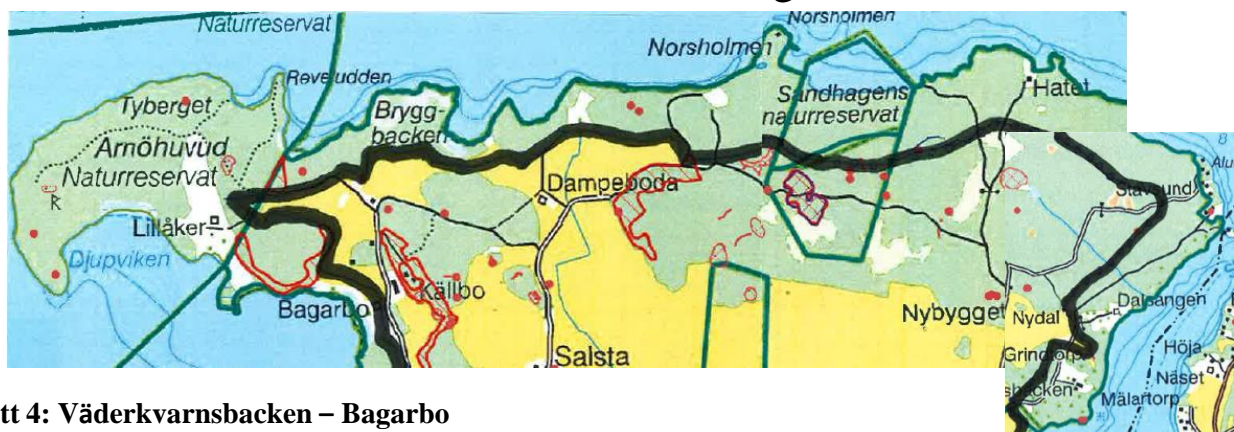 Naturreservat
Norsholmen
Norsholmen
Reveludden
Tyberget
Brygg-
backen
Sandhagens
naturreservat
Hatet
Arnöhuvud
Naturreservat
Dampeboda
Stavsund
Lillåker
Djupviken
Källbo
Bagarbo
Nybygget
Nydal
Dalsängen
Salsta
Grindtorp
Höja
Näset
Mälartorp
tt 4: Väderkvarnsbacken – Bagarbo